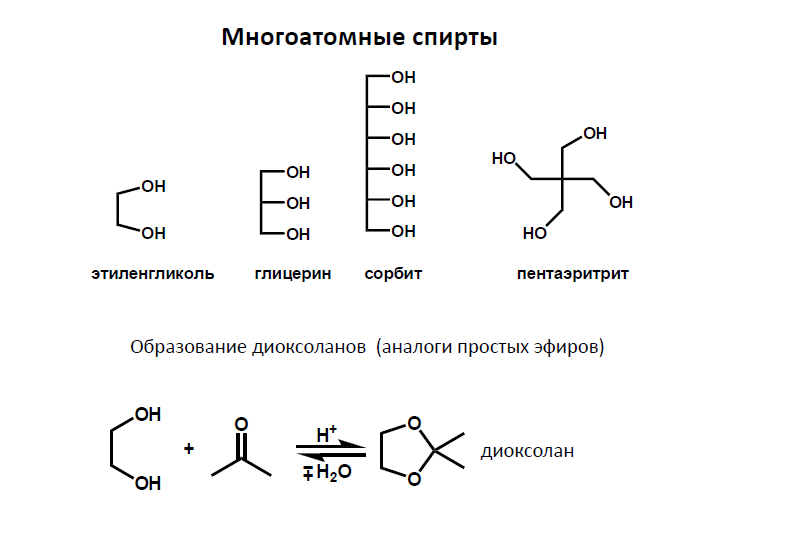 Многоатомные спирты
OH
OH
этиленгликоль
OH
OH
OH
глицерин
OH
OH
OH
OH
OH
OH
сорбит
HO
OH
OH
HO
пентаэритрит
Образование диоксоланов (аналоги простых эфиров)
OH
OH
+
O
H+
∓ H2O
O
O
диоксолан